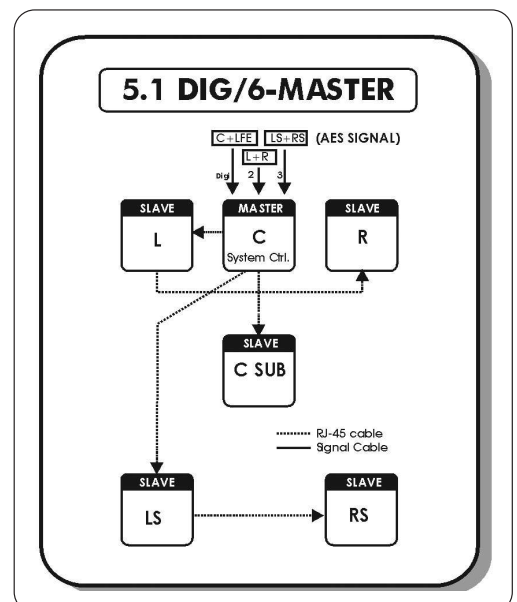 5.1 DIG/6-MASTER
C+LFE LS+RS (AES SIGNAL)
L+R
Digi 2 3
SLAVE MASTER SLAVE
L C R
System Ctrl.
SLAVE
C SUB
RJ-45 cable
Signal Cable
SLAVE SLAVE
LS RS